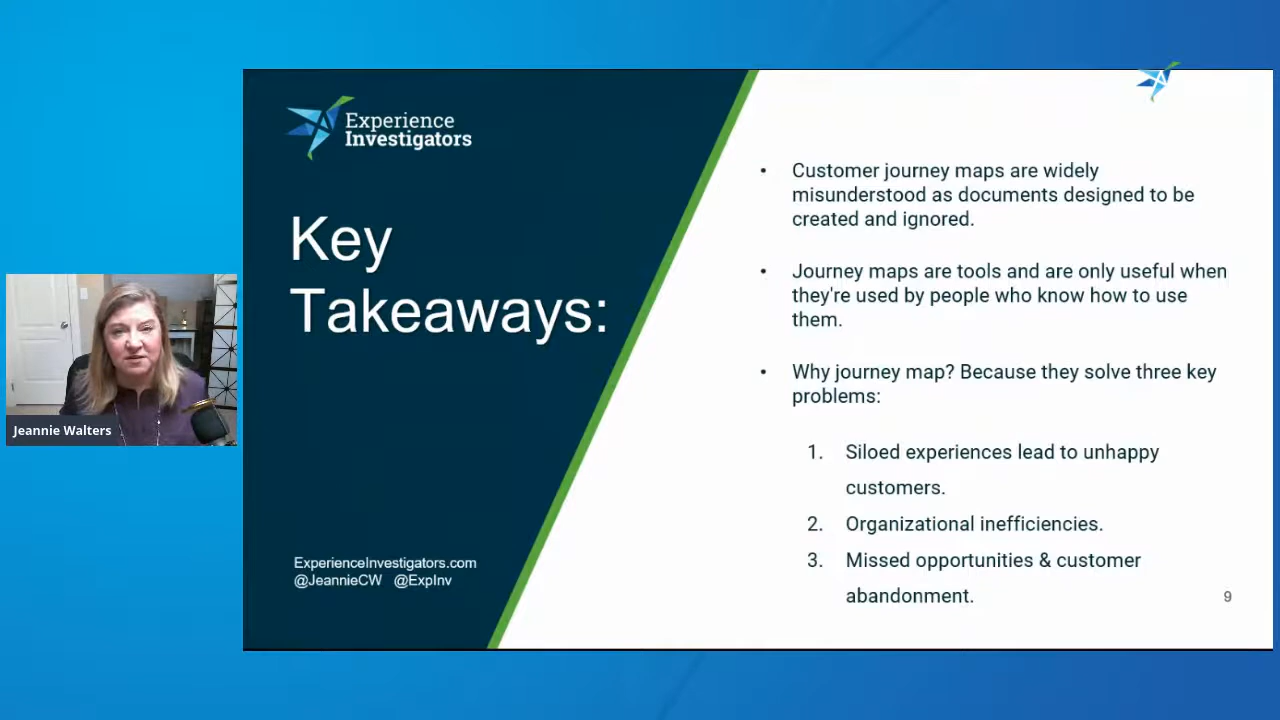 Experience
Investigators
Key
Takeaways:
ExperienceInvestigators.com
@JeannieCW @ExpInv
Jeannie Walters
• Customer journey maps are widely
misunderstood as documents designed to be
created and ignored.
• Journey maps are tools and are only useful when
they're used by people who know how to use
them.
• Why journey map? Because they solve three key
problems:
1. Siloed experiences lead to unhappy
customers.
2. Organizational inefficiencies.
3. Missed opportunities & customer
abandonment.
9